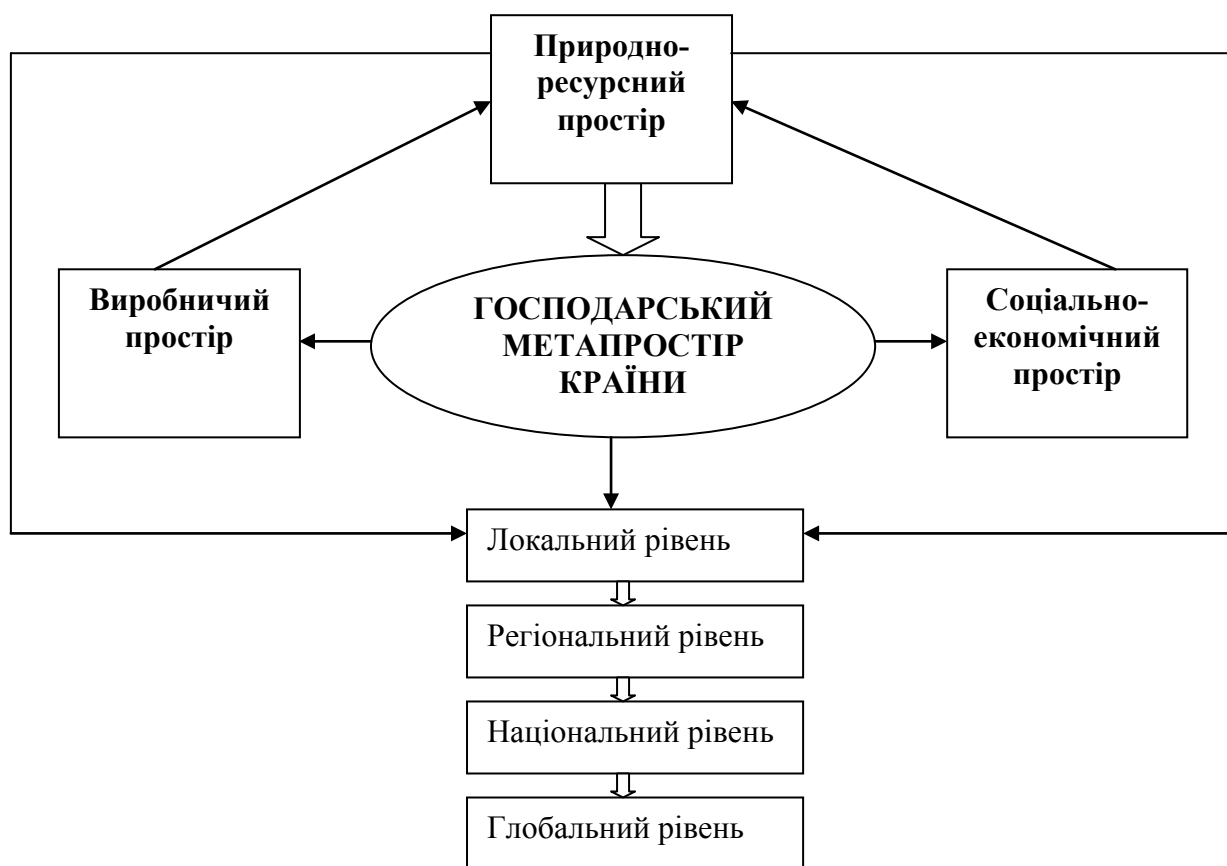 Природно-
ресурсний
простір
Виробничий
простір
ГОСПОДАРСЬКИЙ
МЕТАПРОСТІР
КРАЇНИ
Соціально-
економічний
простір
Локальний рівень
Регіональний рівень
Національний рівень
Глобальний рівень